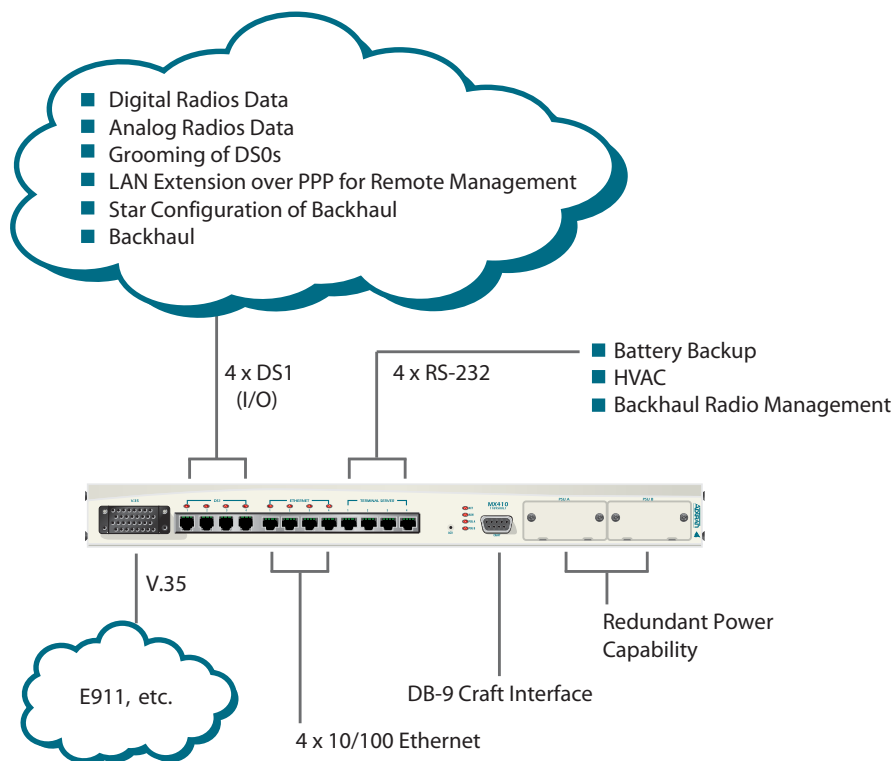 Digital Radios Data
Analog Radios Data
Grooming of DS0s
LAN Extension over PPP for Remote Management
Star Configuration of Backhaul
Backhaul
4 x DS1
(I/O)
4 x RS-232
Battery Backup
HVAC
Backhaul Radio Management
V.35
DS1
ETHERNET
TERMINAL SERVER
MX410
PSU A
PSU B
ADTRAN
V.35
E911, etc.
4 x 10/100 Ethernet
DB-9 Craft Interface
Redundant Power
Capability